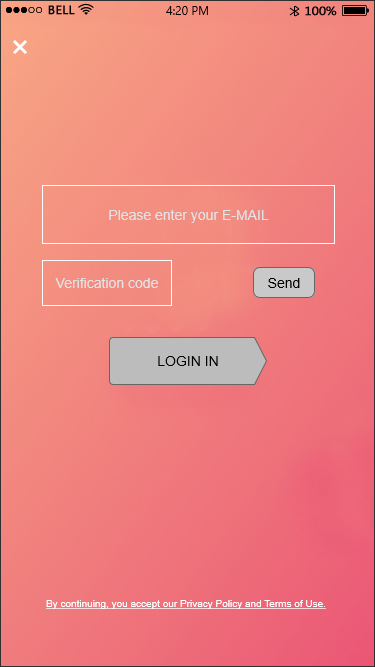 BELL 4:20 PM 100%
×
Please enter your E-MAIL
Verification code Send
LOGIN IN
By continuing, you accept our Privacy Policy and Terms of Use.